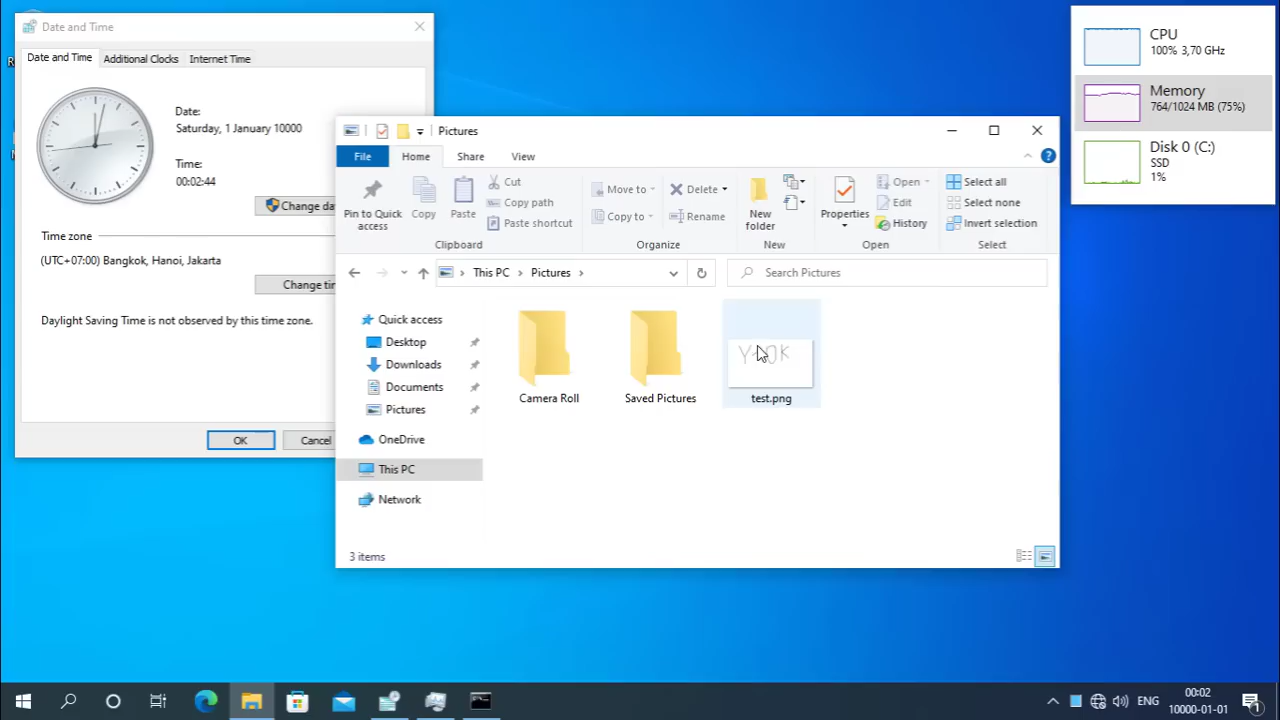 Date and Time
Date and Time
Additional Clocks
Internet Time
Date:
Saturday, 1 January 10000
Time:
00:02:44
Change da
Time zone
(UTC+07:00) Bangkok, Hanoi, Jakarta
Change tin
Daylight Saving Time is not observed by this time zone.
OK
Cancel
Pictures
File
Home
Share
View
Pin to Quick
access
Copy
Paste
Cut
Copy path
Paste shortcut
Clipboard
Move to
Copy to
Delete
Rename
Organize
New
folder
New
Properties
Open
Edit
History
Open
Select all
Select none
Invert selection
Select
This PC
Pictures
Search Pictures
Quick access
Desktop
Downloads
Documents
Pictures
OneDrive
This PC
Network
Camera Roll
Saved Pictures
test.png
3 items
CPU
100% 3,70 GHz
Memory
764/1024 MB (75%)
Disk 0 (C:)
SSD
1%
ENG
00:02
10000-01-01
1